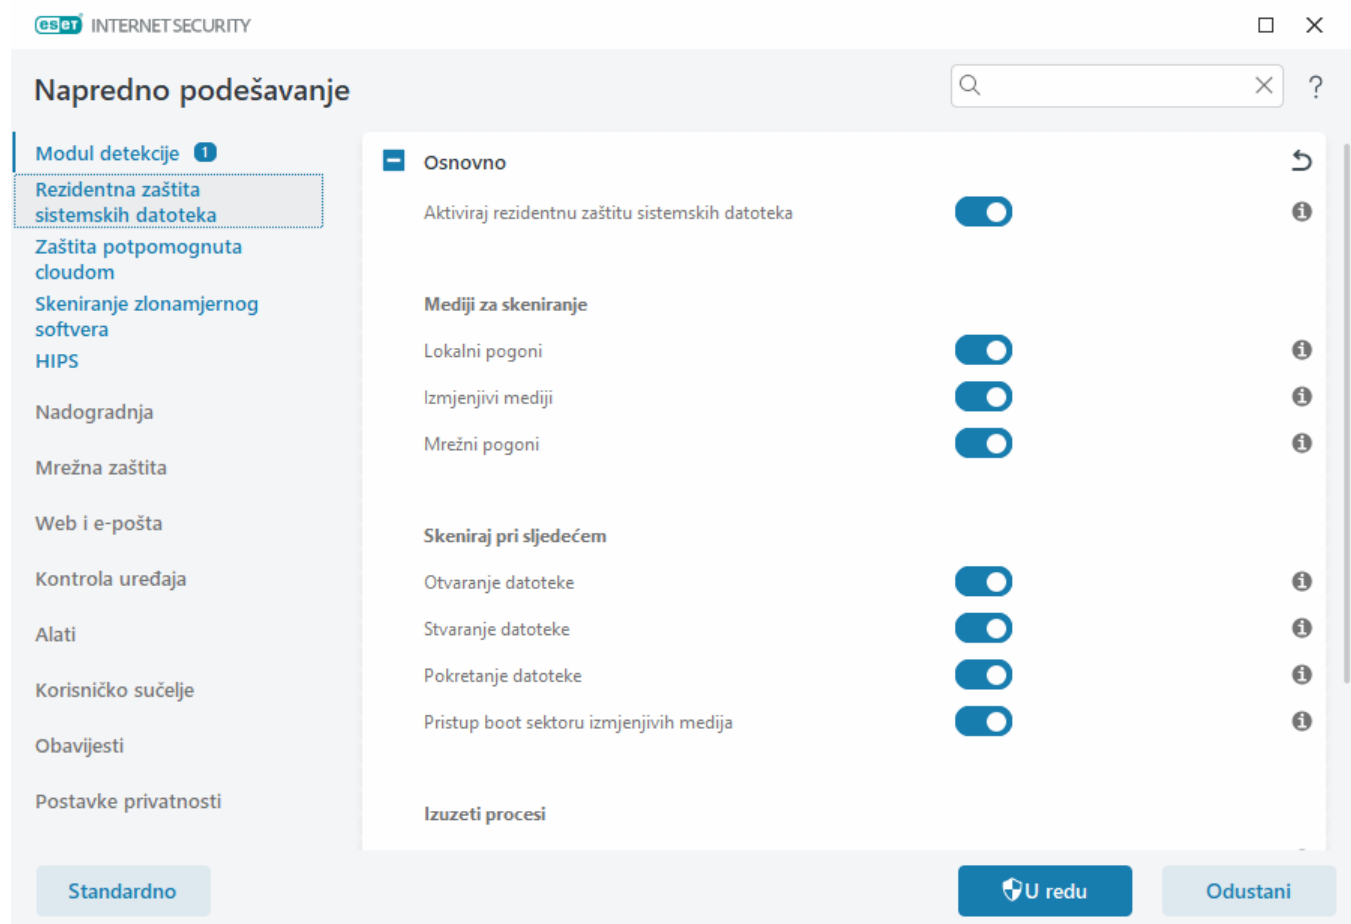 eset INTERNET SECURITY
Napredno podešavanje
?
Modul detekcije 1
Rezidentna zaštita
sistemskih datoteka
Zaštita potpomognuta
cloudom
Skeniranje zlonamjernog
softvera
HIPS
Nadogradnja
Mrežna zaštita
Web i e-pošta
Kontrola uređaja
Alati
Korisničko sučelje
Obavijesti
Postavke privatnosti
Osnovno
Aktiviraj rezidentnu zaštitu sistemskih datoteka
Mediji za skeniranje
Lokalni pogoni
Izmjenjivi mediji
Mrežni pogoni
Skeniraj pri sljedećem
Otvaranje datoteke
Stvaranje datoteke
Pokretanje datoteke
Pristup boot sektoru izmjenjivih medija
Izuzeti procesi
Standardno
U redu
Odustani